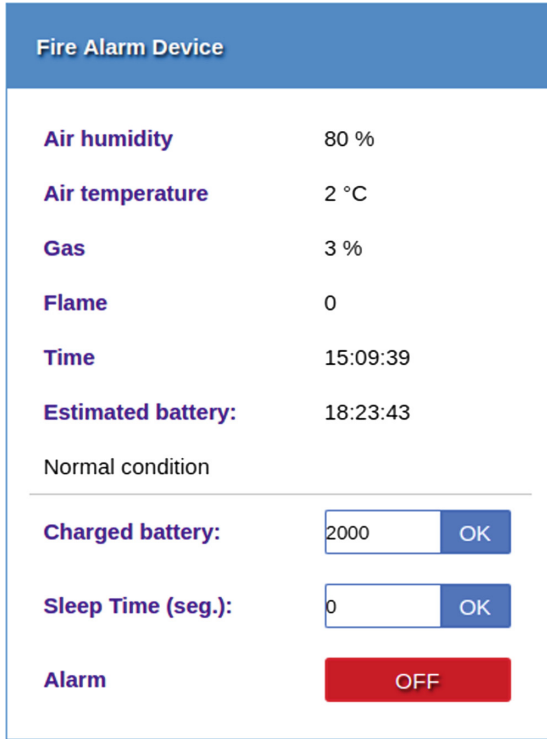 Fire Alarm Device
Air humidity 80 %
Air temperature 2 °C
Gas 3 %
Flame 0
Time 15:09:39
Estimated battery: 18:23:43
Normal condition
Charged battery: 2000 OK
Sleep Time (seg.): 0 OK
Alarm OFF